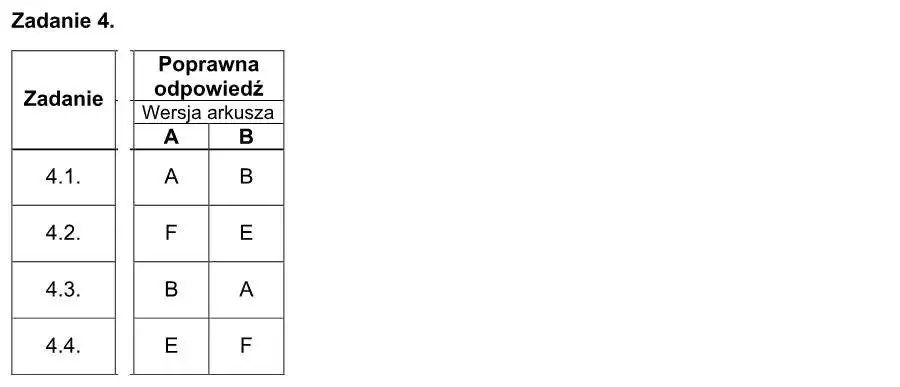 Zadanie 4.
Zadanie
Poprawna
odpowiedź
Wersja arkusza
A B
4.1. A B
4.2. F E
4.3. B A
4.4. E F